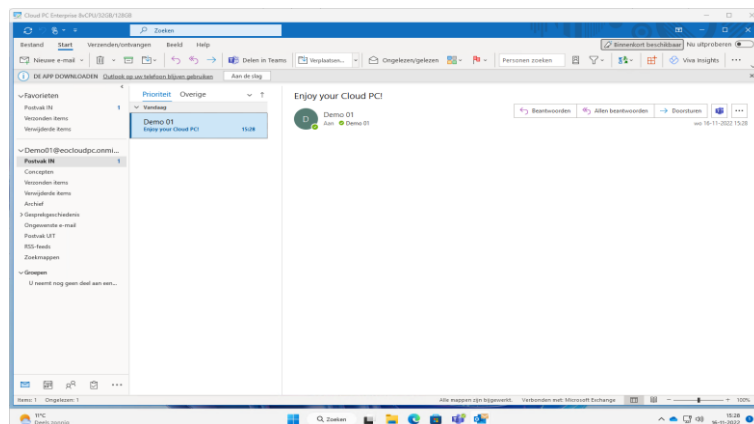 Cloud PC Enterprise 8vCPU/32GB/128GB
Zoeken
Bestand Start Verzenden/ontvangen Beeld Help
Binnenkort beschikbaar Nu uitproberen
Nieuwe e-mail
Delen in Teams
Verplaatsen...
Ongelezen/gelezen
Personen zoeken
Viva Insights
DE APP DOWNLOADEN Outlook op uw telefoon blijven gebruiken Aan de slag
Favorieten
Postvak IN 1
Verzonden items
Verwijderde items
Demo01@eocloudpc.onmi...
Postvak IN 1
Concepten
Verzonden items
Verwijderde items
Archief
Gespreksgeschiedenis
Ongewenste e-mail
Postvak UIT
RSS-feeds
Zoekmappen
Groepen
U neemt nog geen deel aan een...
Prioriteit Overige
Vandaag
Demo 01
Enjoy your Cloud PC! 15:28
Enjoy your Cloud PC!
D
Demo 01
Aan Demo 01
Beantwoorden Allen beantwoorden Doorsturen
wo 16-11-2022 15:28
Items: 1 Ongelezen: 1
Alle mappen zijn bijgewerkt. Verbonden met: Microsoft Exchange
100%
11°C
Deels zonnig
Zoeken
15:28
16-11-2022